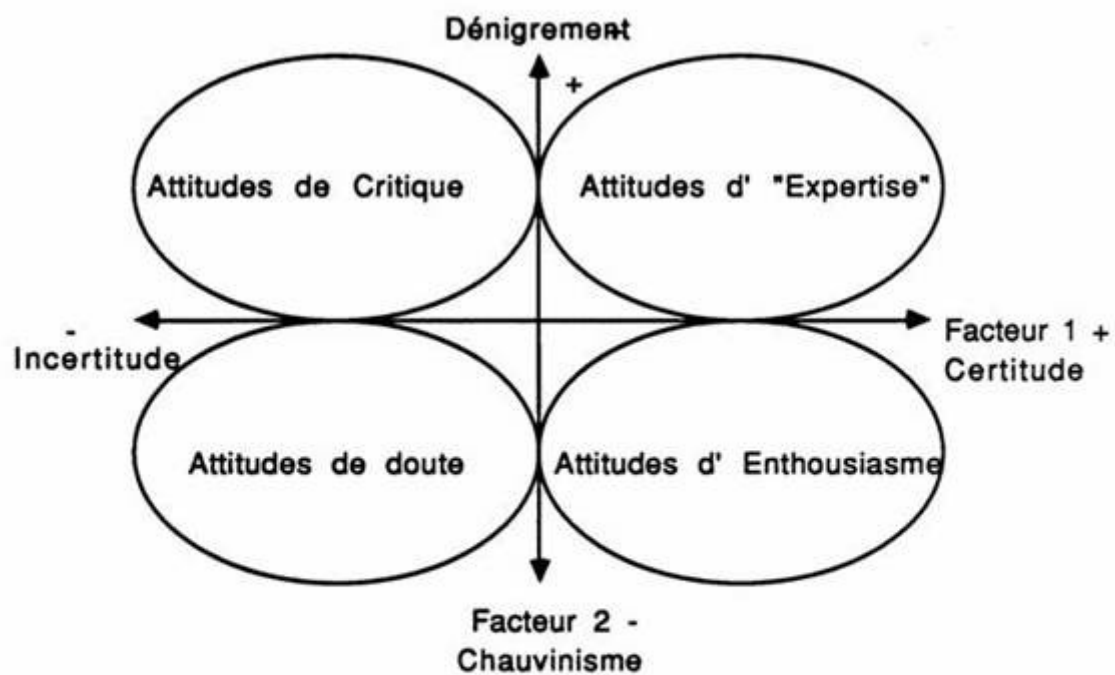 Dénigrement
+
Attitudes de Critique
Attitudes d' "Expertise"
-
Incertitude
Facteur 1 +
Certitude
Attitudes de doute
Attitudes d' Enthousiasme
Facteur 2 -
Chauvinisme